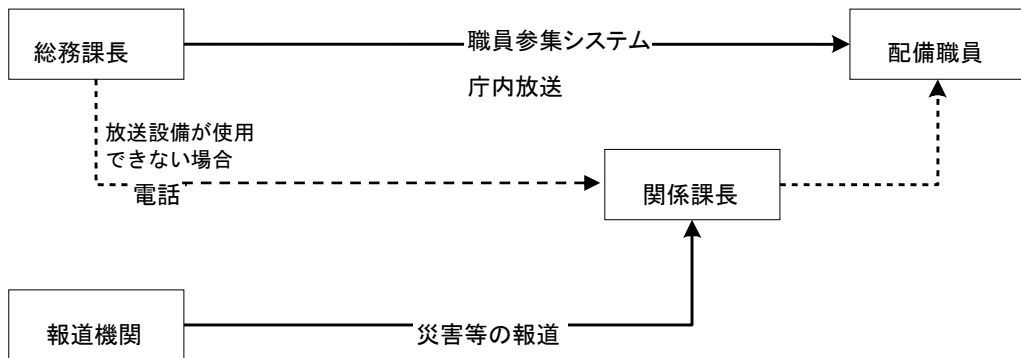 総務課長
職員参集システム
配備職員
庁内放送
放送設備が使用
できない場合
電話
関係課長
報道機関
災害等の報道